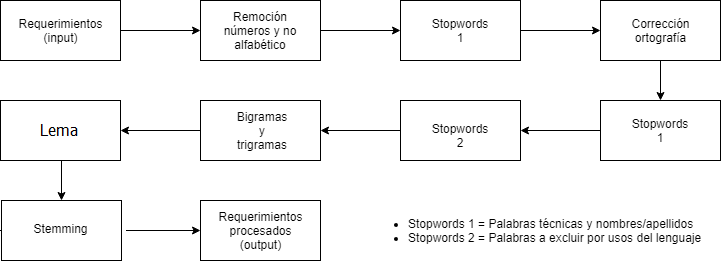 Requerimientos
(input)
Remoción
números y no
alfabético
Stopwords
1
Corrección
ortografía
Stopwords
1
Stopwords
2
Bigramas
y
trigramas
Lema
Stemming
Requerimientos
procesados
(output)
• Stopwords 1 = Palabras técnicas y nombres/apellidos
• Stopwords 2 = Palabras a excluir por usos del lenguaje